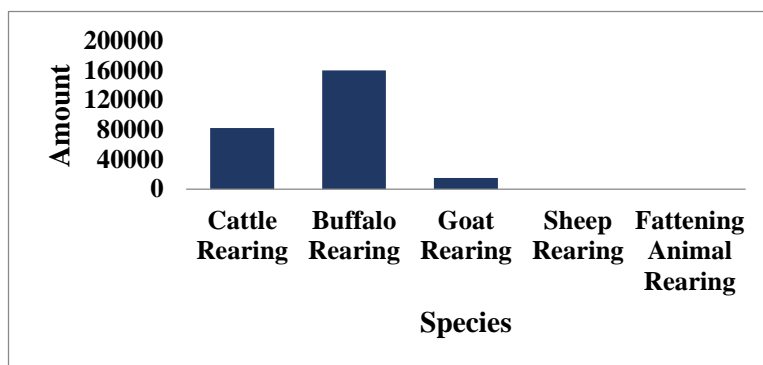 Amount
200000
160000
120000
80000
40000
0
Cattle Rearing
Buffalo Rearing
Goat Rearing
Sheep Rearing
Fattening Animal Rearing
Species